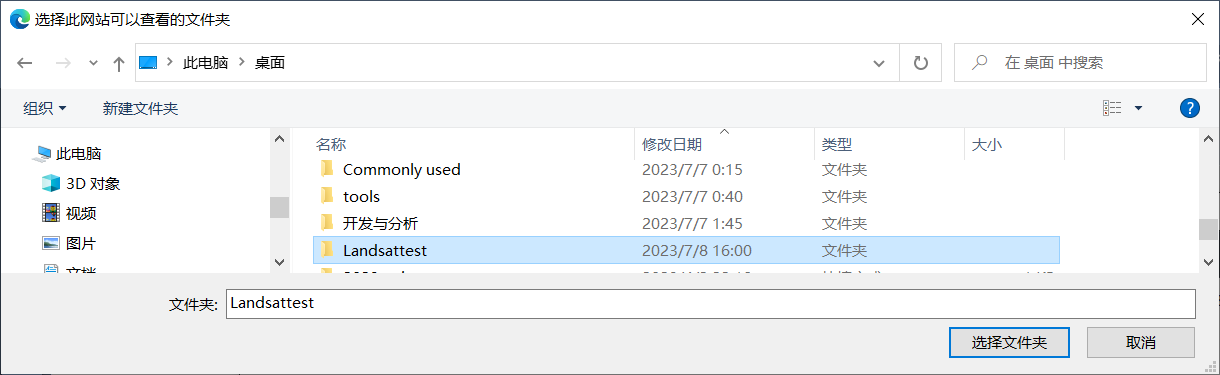 选择此网站可以查看的文件夹
此电脑 桌面
在 桌面 中搜索
组织 新建文件夹
名称 修改日期 类型 大小
此电脑
3D 对象
视频
图片
文档
Commonly used 2023/7/7 0:15 文件夹
tools 2023/7/7 0:40 文件夹
开发与分析 2023/7/7 1:45 文件夹
Landsattest 2023/7/8 16:00 文件夹
文件夹: Landsattest
选择文件夹 取消